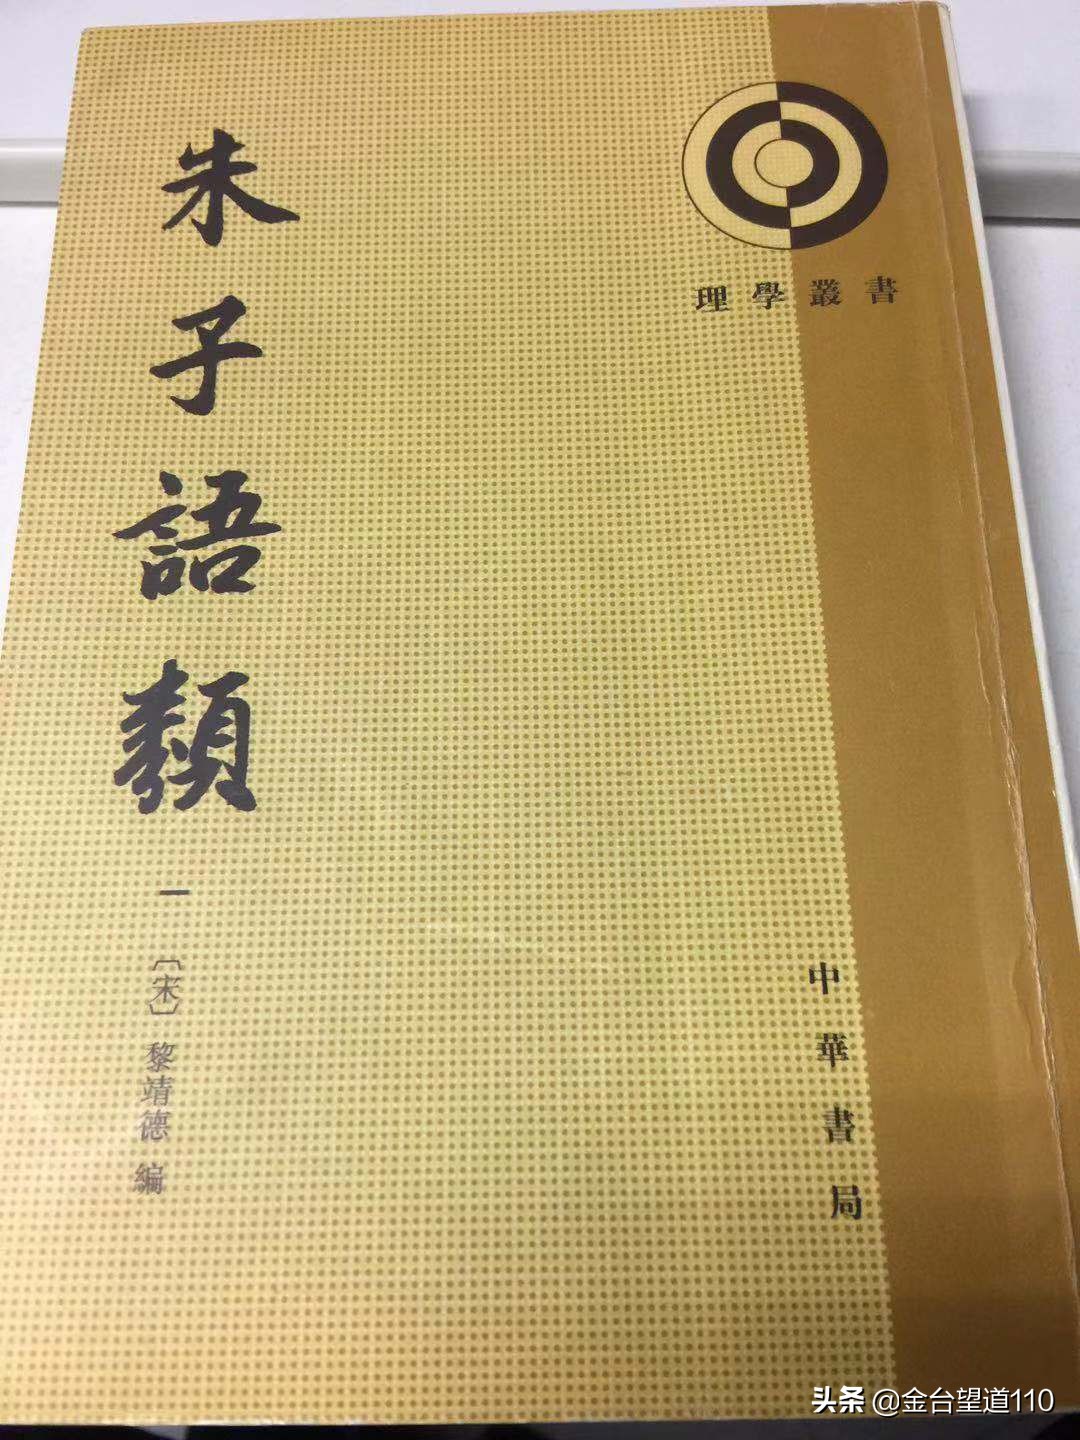 朱子語類
一
〔宋〕黎靖德 編
理學叢書
中華書局
头条 @金台望道110